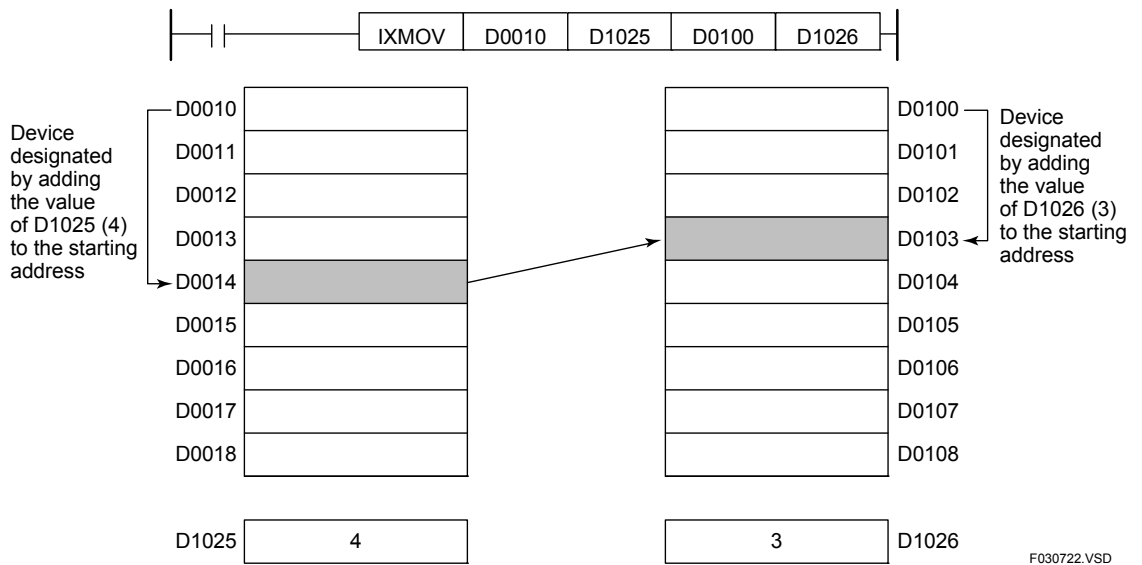 IXMOV D0010 D1025 D0100 D1026
Device
designated
by adding
the value
of D1025 (4)
to the starting
address
D0010
D0011
D0012
D0013
D0014
D0015
D0016
D0017
D0018
D0100
D0101
D0102
D0103
D0104
D0105
D0106
D0107
D0108
Device
designated
by adding
the value
of D1026 (3)
to the starting
address
D1025 4
3 D1026
F030722.VSD